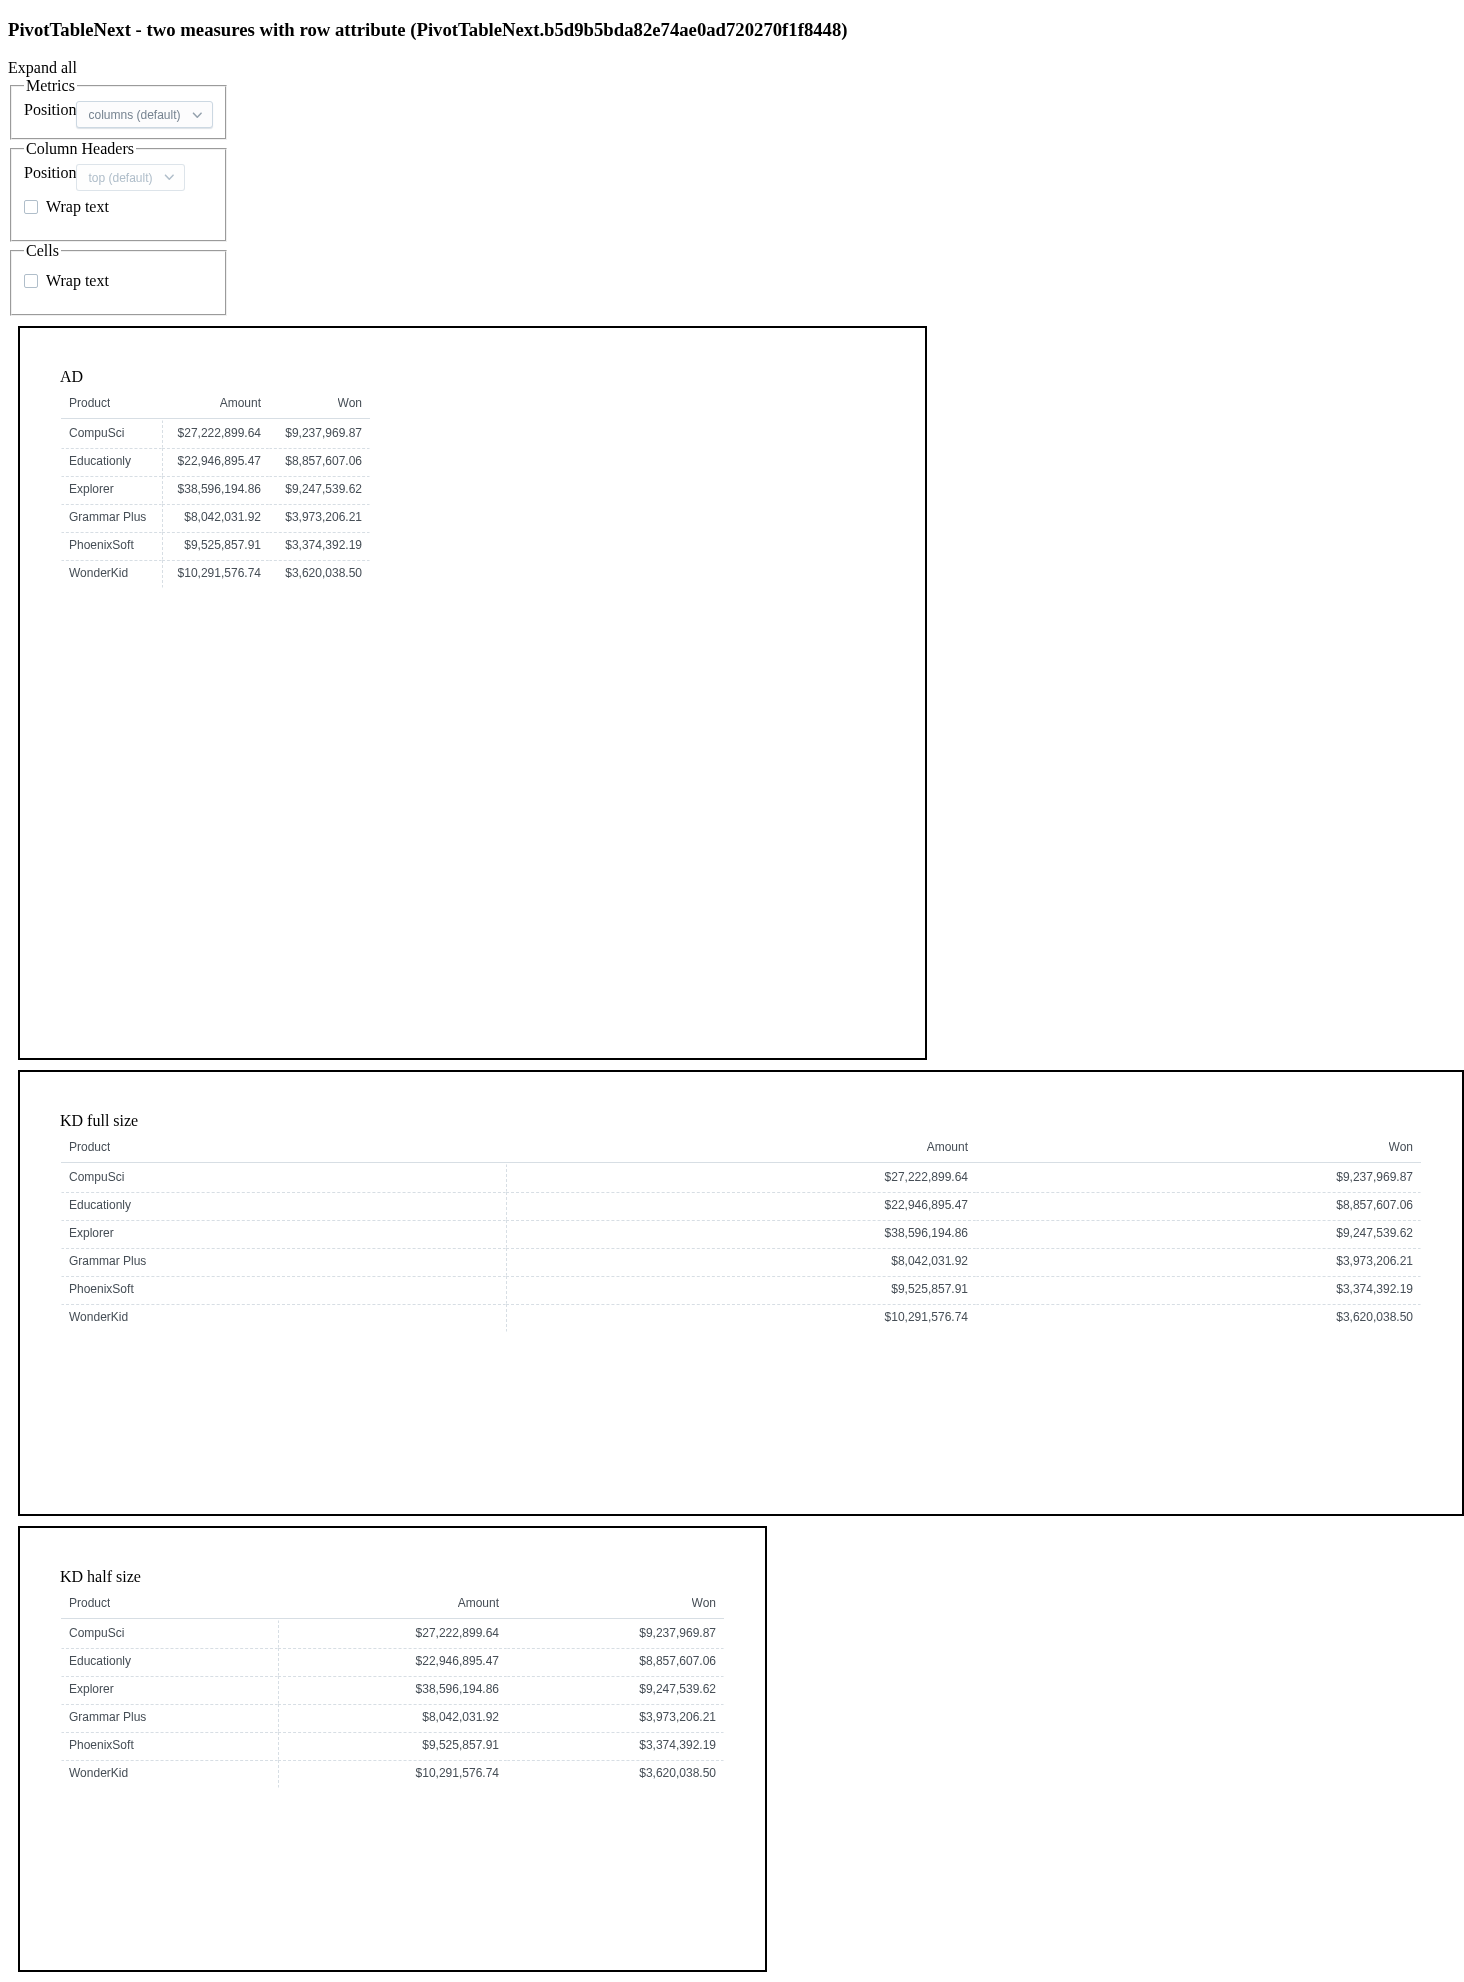 PivotTableNext - two measures with row attribute (PivotTableNext.b5d9b5bda82e74ae0ad720270f1f8448)
Expand all
Metrics
Position columns (default)
Column Headers
Position top (default)
Wrap text
Cells
Wrap text
AD
Product Amount Won
CompuSci $27,222,899.64 $9,237,969.87
Educationly $22,946,895.47 $8,857,607.06
Explorer $38,596,194.86 $9,247,539.62
Grammar Plus $8,042,031.92 $3,973,206.21
PhoenixSoft $9,525,857.91 $3,374,392.19
WonderKid $10,291,576.74 $3,620,038.50
KD full size
Product Amount Won
CompuSci $27,222,899.64 $9,237,969.87
Educationly $22,946,895.47 $8,857,607.06
Explorer $38,596,194.86 $9,247,539.62
Grammar Plus $8,042,031.92 $3,973,206.21
PhoenixSoft $9,525,857.91 $3,374,392.19
WonderKid $10,291,576.74 $3,620,038.50
KD half size
Product Amount Won
CompuSci $27,222,899.64 $9,237,969.87
Educationly $22,946,895.47 $8,857,607.06
Explorer $38,596,194.86 $9,247,539.62
Grammar Plus $8,042,031.92 $3,973,206.21
PhoenixSoft $9,525,857.91 $3,374,392.19
WonderKid $10,291,576.74 $3,620,038.50